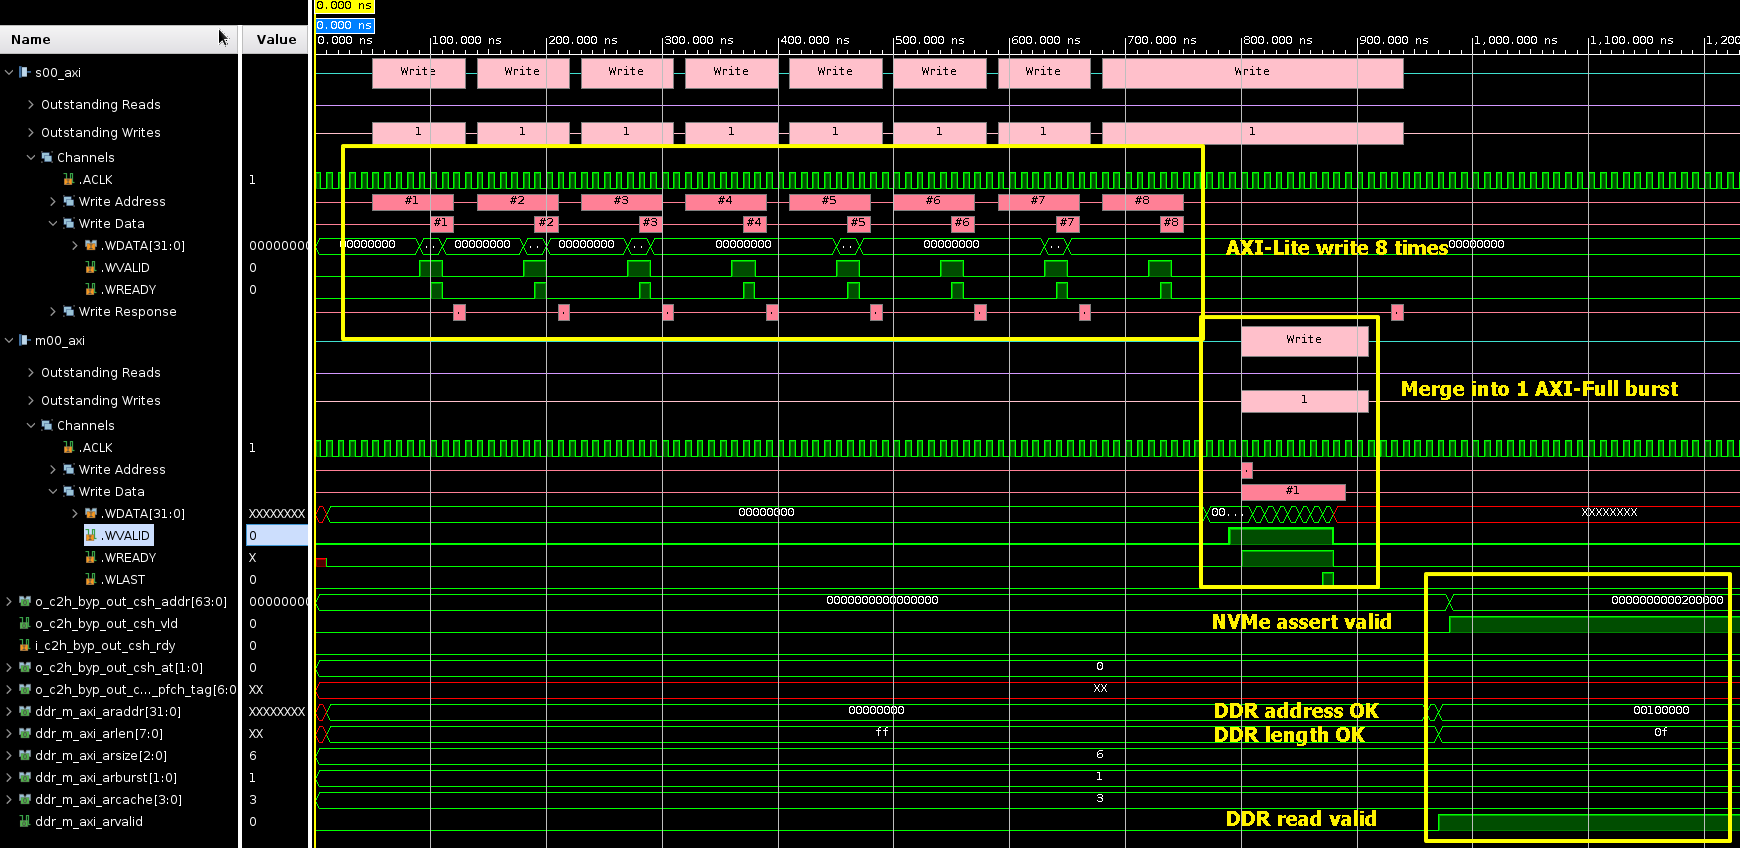 0.000 ns
0.000 ns
Name Value 0.000 ns 100.000 ns 200.000 ns 300.000 ns 400.000 ns 500.000 ns 600.000 ns 700.000 ns 800.000 ns 900.000 ns 1,000.000 ns 1,100.000 ns 1,200
s00_axi Write Write Write Write Write Write Write Write
Outstanding Reads
Outstanding Writes 1 1 1 1 1 1 1 1
Channels
.ACLK 1
Write Address #1 #2 #3 #4 #5 #6 #7 #8
Write Data #1 #2 #3 #4 #5 #6 #7 #8
.WDATA[31:0] 00000000 00000000 .. 00000000 .. 00000000 .. 00000000 .. 00000000 .. AXI-Lite write 8 times 00000000
.WVALID 0
.WREADY 0
Write Response . . . . . . . .
m00_axi Write
Outstanding Reads
Merge into 1 AXI-Full burst
Outstanding Writes 1
Channels
.ACLK 1
Write Address .
Write Data #1
.WDATA[31:0] XXXXXXXX 00000000 00... XXXXXXXX
.WVALID 0
.WREADY X
.WLAST 0
o_c2h_byp_out_csh_addr[63:0] 00000000 0000000000000000 0000000000200000
o_c2h_byp_out_csh_vld 0 NVMe assert valid
i_c2h_byp_out_csh_rdy 0
o_c2h_byp_out_csh_at[1:0] 0 0
o_c2h_byp_out_c..._pfch_tag[6:0 XX XX
ddr_m_axi_araddr[31:0] XXXXXXXX 00000000 DDR address OK 00100000
ddr_m_axi_arlen[7:0] XX ff DDR length OK 0f
ddr_m_axi_arsize[2:0] 6 6
ddr_m_axi_arburst[1:0] 1 1
ddr_m_axi_arcache[3:0] 3 3
ddr_m_axi_arvalid 0 DDR read valid